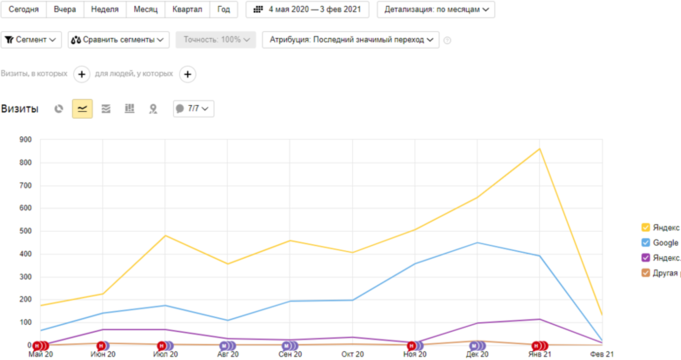 Сегодня Вчера Неделя Месяц Квартал Год 4 мая 2020 — 3 фев 2021 Детализация: по месяцам
Сегмент Сравнить сегменты Точность: 100% Атрибуция: Последний значимый переход
Визиты, в которых + для людей, у которых +
Визиты 7/7
900
800
700
600
500
400
300
200
100
0
Май 20 Июн 20 Июл 20 Авг 20 Сен 20 Окт 20 Ноя 20 Дек 20 Янв 21 Фев 21
Яндекс
Google
Яндекс.
Другая